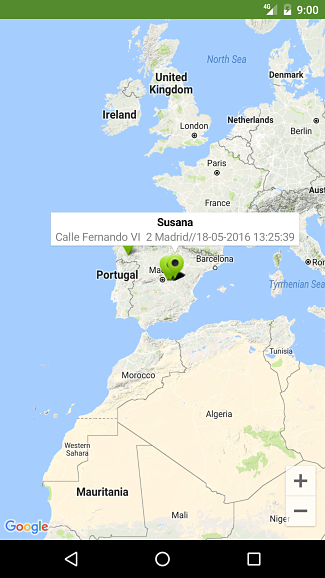 4G 9:00
North Sea
United
Kingdom
Denmark
Ireland
Netherlands
London
Berlin
Paris
France
Aust
Susana
Calle Fernando VI 2 Madrid//18-05-2016 13:25:39
Barcelona
Ro
Portugal
Ma
Tyrrhenian Sea
Tunisia
Morocco
Algeria
Western
Sahara
Mauritania
Mali
Niger
+
−
Google